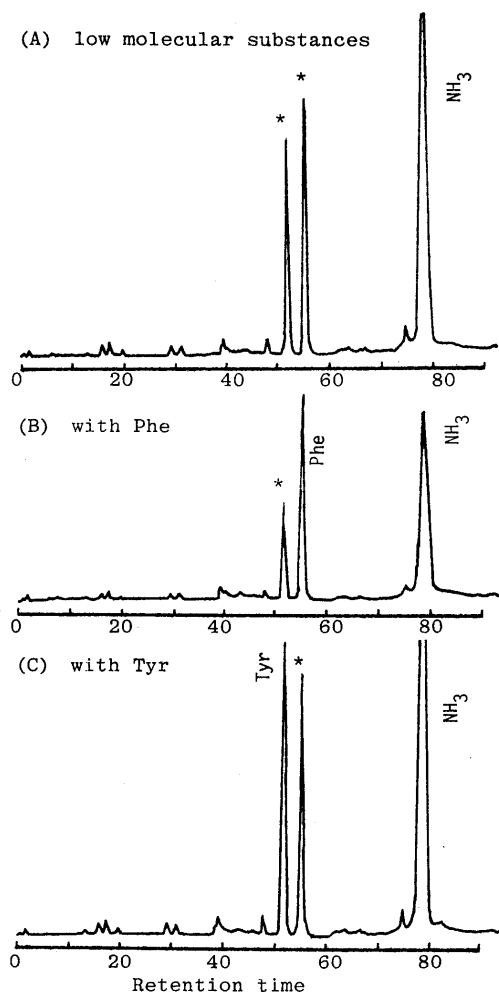 (A) low molecular substances
*
*
NH3
0 20 40 60 80
(B) with Phe
*
Phe
NH3
0 20 40 60 80
(C) with Tyr
Tyr
*
NH3
0 20 40 60 80
Retention time